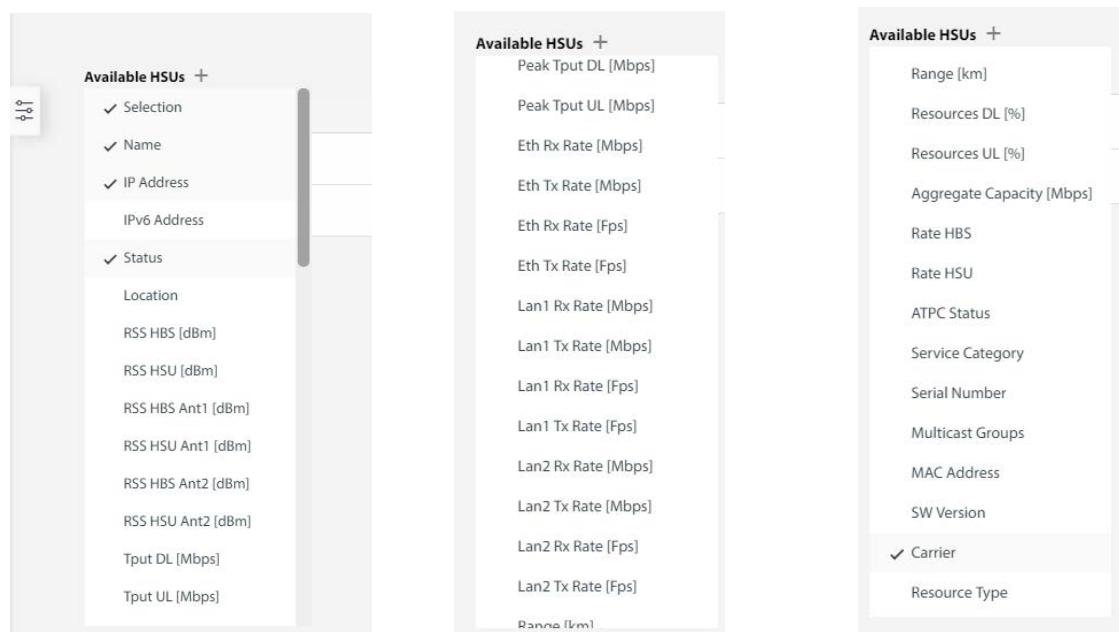 Available HSUs +
Selection
Name
IP Address
IPv6 Address
Status
Location
RSS HBS [dBm]
RSS HSU [dBm]
RSS HBS Ant1 [dBm]
RSS HSU Ant1 [dBm]
RSS HBS Ant2 [dBm]
RSS HSU Ant2 [dBm]
Tput DL [Mbps]
Tput UL [Mbps]
Available HSUs +
Peak Tput DL [Mbps]
Peak Tput UL [Mbps]
Eth Rx Rate [Mbps]
Eth Tx Rate [Mbps]
Eth Rx Rate [Fps]
Eth Tx Rate [Fps]
Lan1 Rx Rate [Mbps]
Lan1 Tx Rate [Mbps]
Lan1 Rx Rate [Fps]
Lan1 Tx Rate [Fps]
Lan2 Rx Rate [Mbps]
Lan2 Tx Rate [Mbps]
Lan2 Rx Rate [Fps]
Lan2 Tx Rate [Fps]
Range [km]
Available HSUs +
Range [km]
Resources DL [%]
Resources UL [%]
Aggregate Capacity [Mbps]
Rate HBS
Rate HSU
ATPC Status
Service Category
Serial Number
Multicast Groups
MAC Address
SW Version
Carrier
Resource Type